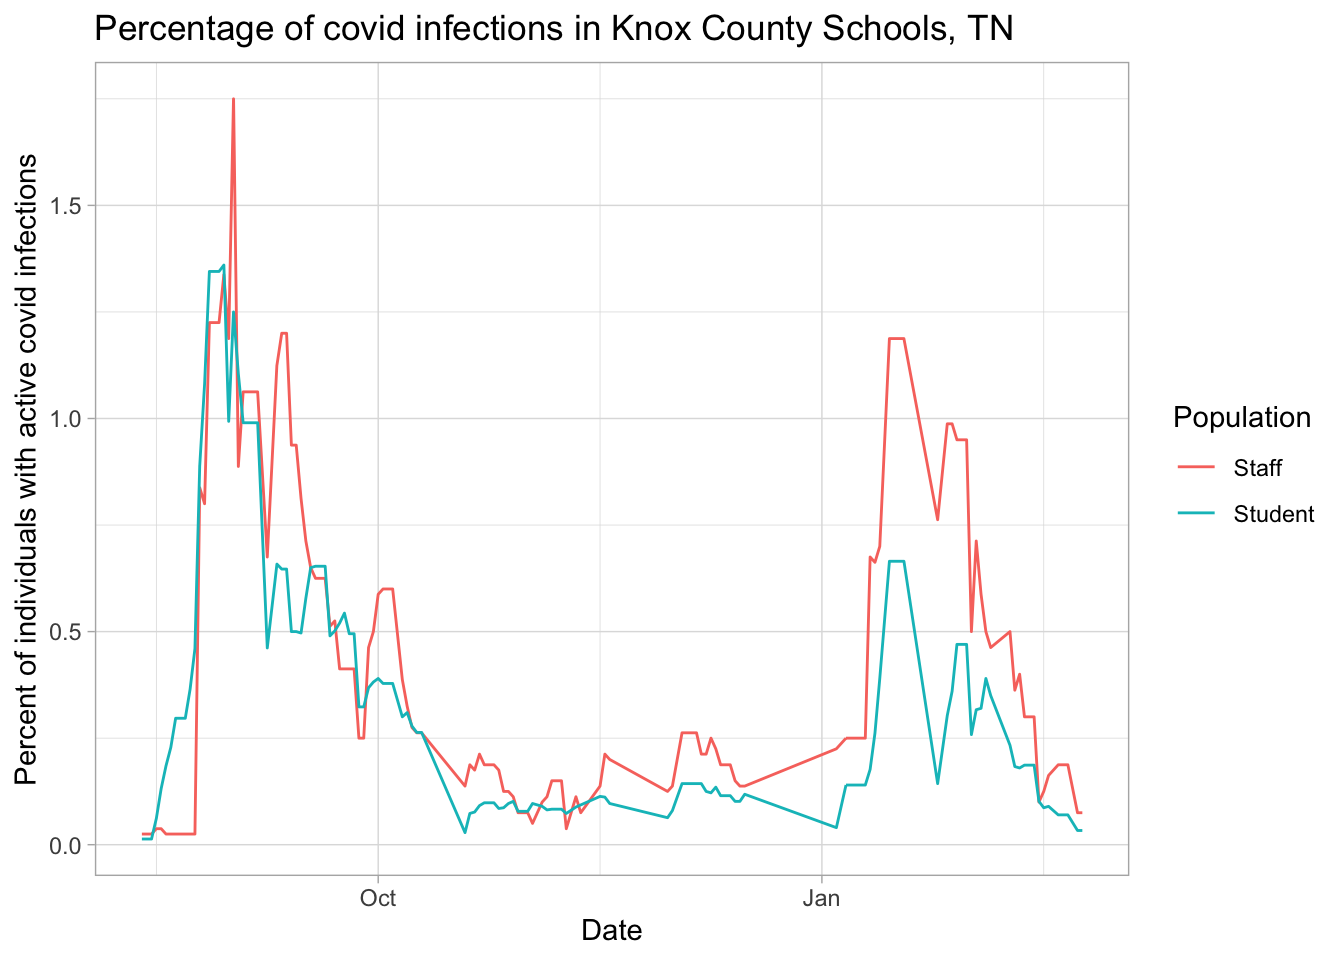 Percentage of covid infections in Knox County Schools, TN
Percent of individuals with active covid infections
1.5
1.0
0.5
0.0
Oct
Jan
Date
Population
Staff
Student